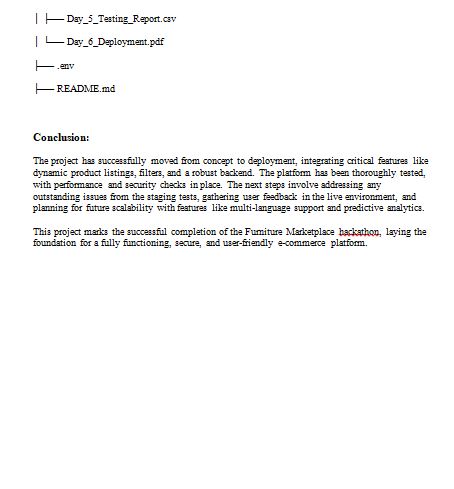 │ ├── Day_5_Testing_Report.csv
│ └── Day_6_Deployment.pdf
├── .env
├── README.md
Conclusion:
The project has successfully moved from concept to deployment, integrating critical features like
dynamic product listings, filters, and a robust backend. The platform has been thoroughly tested,
with performance and security checks in place. The next steps involve addressing any
outstanding issues from the staging tests, gathering user feedback in the live environment, and
planning for future scalability with features like multi-language support and predictive analytics.
This project marks the successful completion of the Furniture Marketplace hackathon, laying the
foundation for a fully functioning, secure, and user-friendly e-commerce platform.